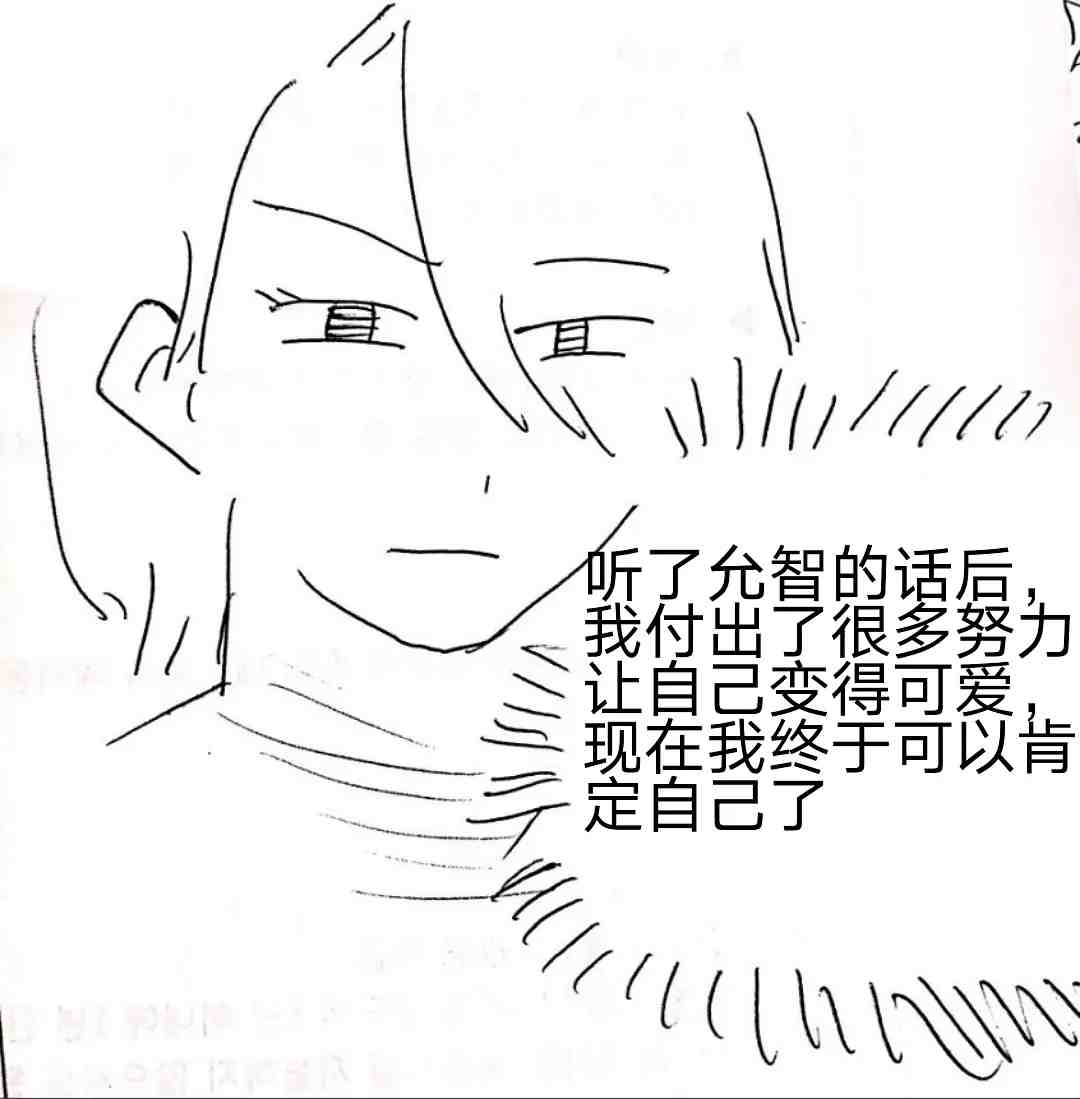 听了允智的话后，
我付出了很多努力
让自己变得可爱，
现在我终于可以肯
定自己了